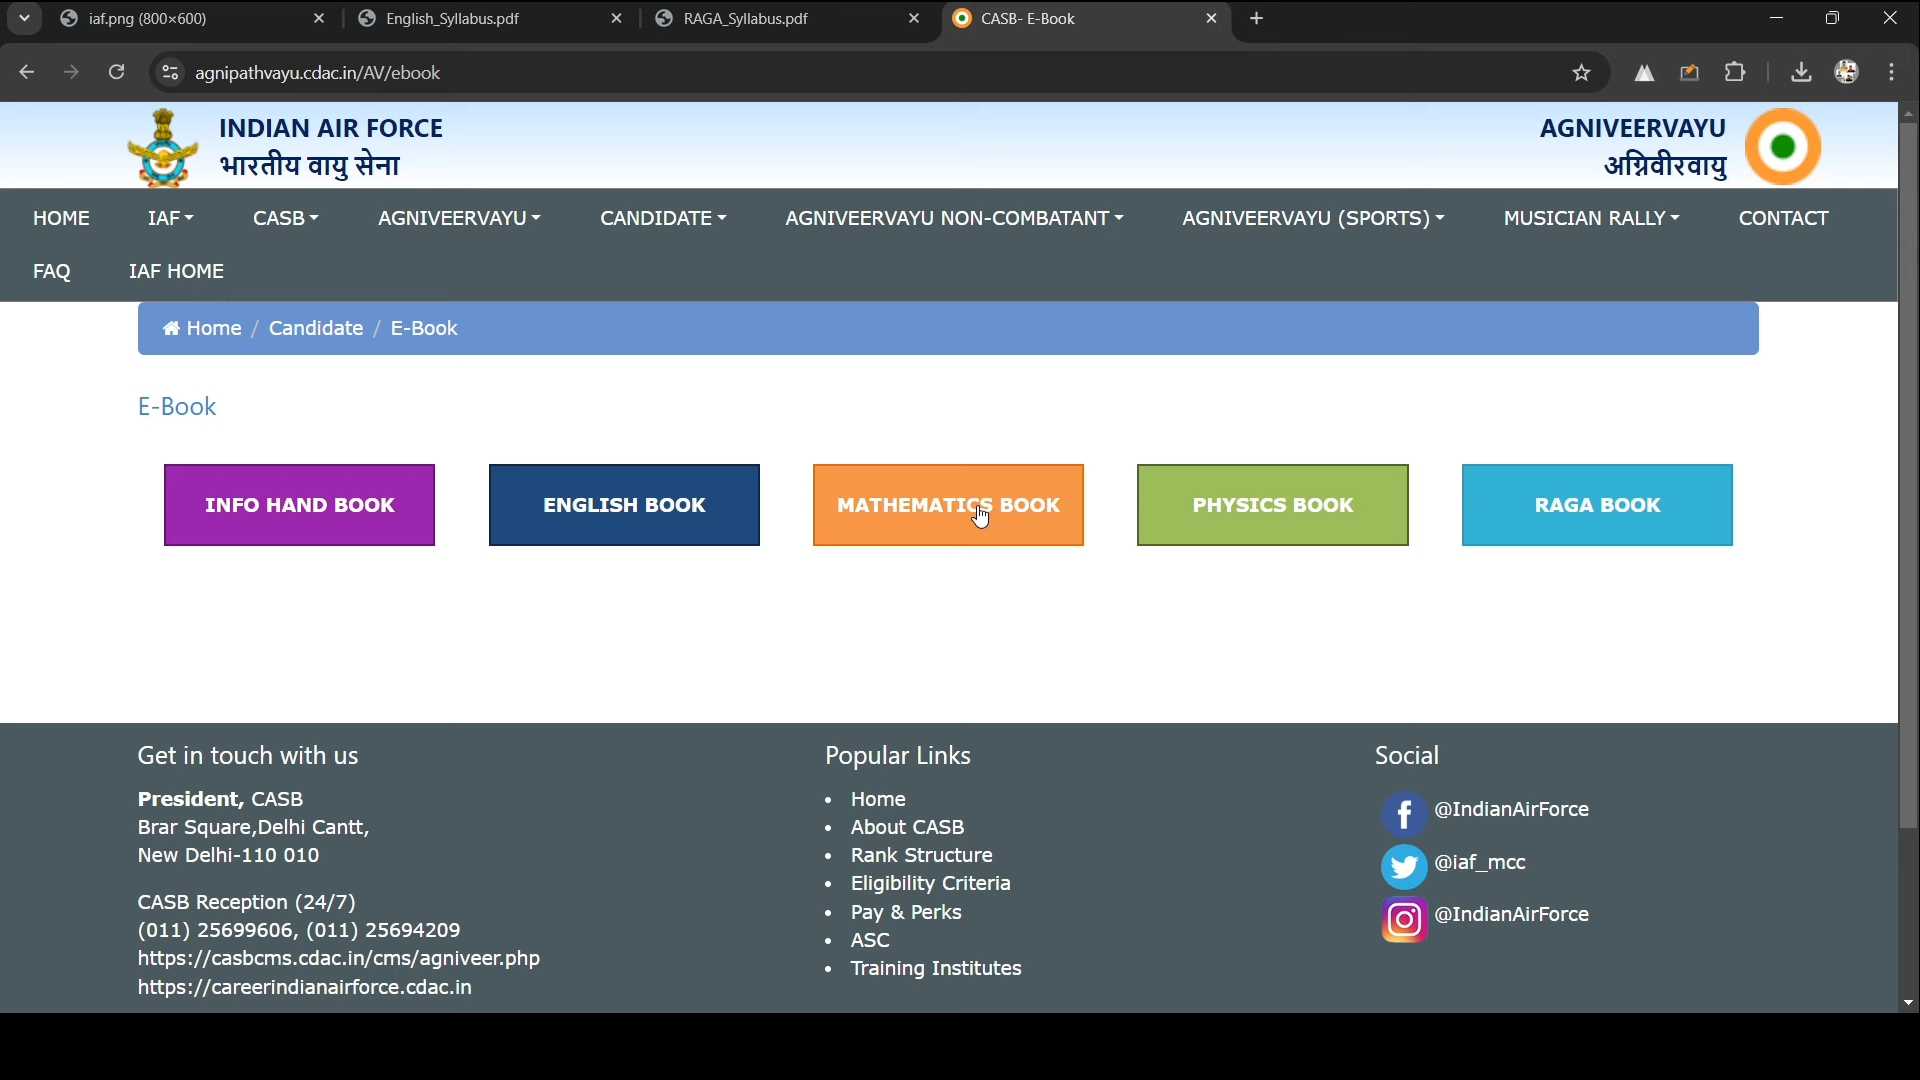 iaf.png (800×600)
English_Syllabus.pdf
RAGA_Syllabus.pdf
CASB- E-Book
agnipathvayu.cdac.in/AV/ebook
INDIAN AIR FORCE
भारतीय वायु सेना
AGNIVEERVAYU
अग्निवीरवायु
HOME IAF CASB AGNIVEERVAYU CANDIDATE AGNIVEERVAYU NON-COMBATANT AGNIVEERVAYU (SPORTS) MUSICIAN RALLY CONTACT
FAQ IAF HOME
Home / Candidate / E-Book
E-Book
INFO HAND BOOK
ENGLISH BOOK
MATHEMATICS BOOK
PHYSICS BOOK
RAGA BOOK
Get in touch with us
President, CASB
Brar Square,Delhi Cantt,
New Delhi-110 010
CASB Reception (24/7)
(011) 25699606, (011) 25694209
https://casbcms.cdac.in/cms/agniveer.php
https://careerindianairforce.cdac.in
Popular Links
• Home
• About CASB
• Rank Structure
• Eligibility Criteria
• Pay & Perks
• ASC
• Training Institutes
Social
@IndianAirForce
@iaf_mcc
@IndianAirForce